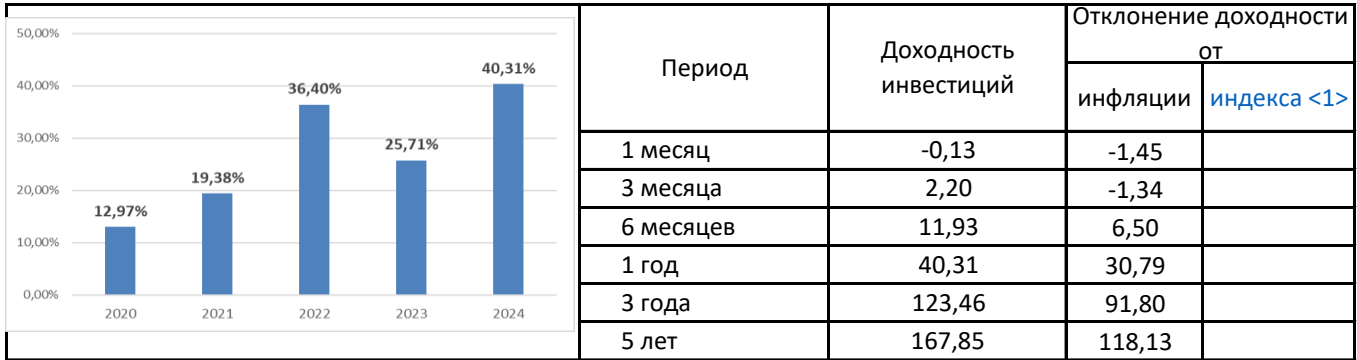 50,00%
40,00%
30,00%
20,00%
10,00%
0,00%
12,97%
19,38%
36,40%
25,71%
40,31%
2020 2021 2022 2023 2024
Период
Доходность
инвестиций
Отклонение доходности
от
инфляции индекса <1>
1 месяц -0,13 -1,45
3 месяца 2,20 -1,34
6 месяцев 11,93 6,50
1 год 40,31 30,79
3 года 123,46 91,80
5 лет 167,85 118,13